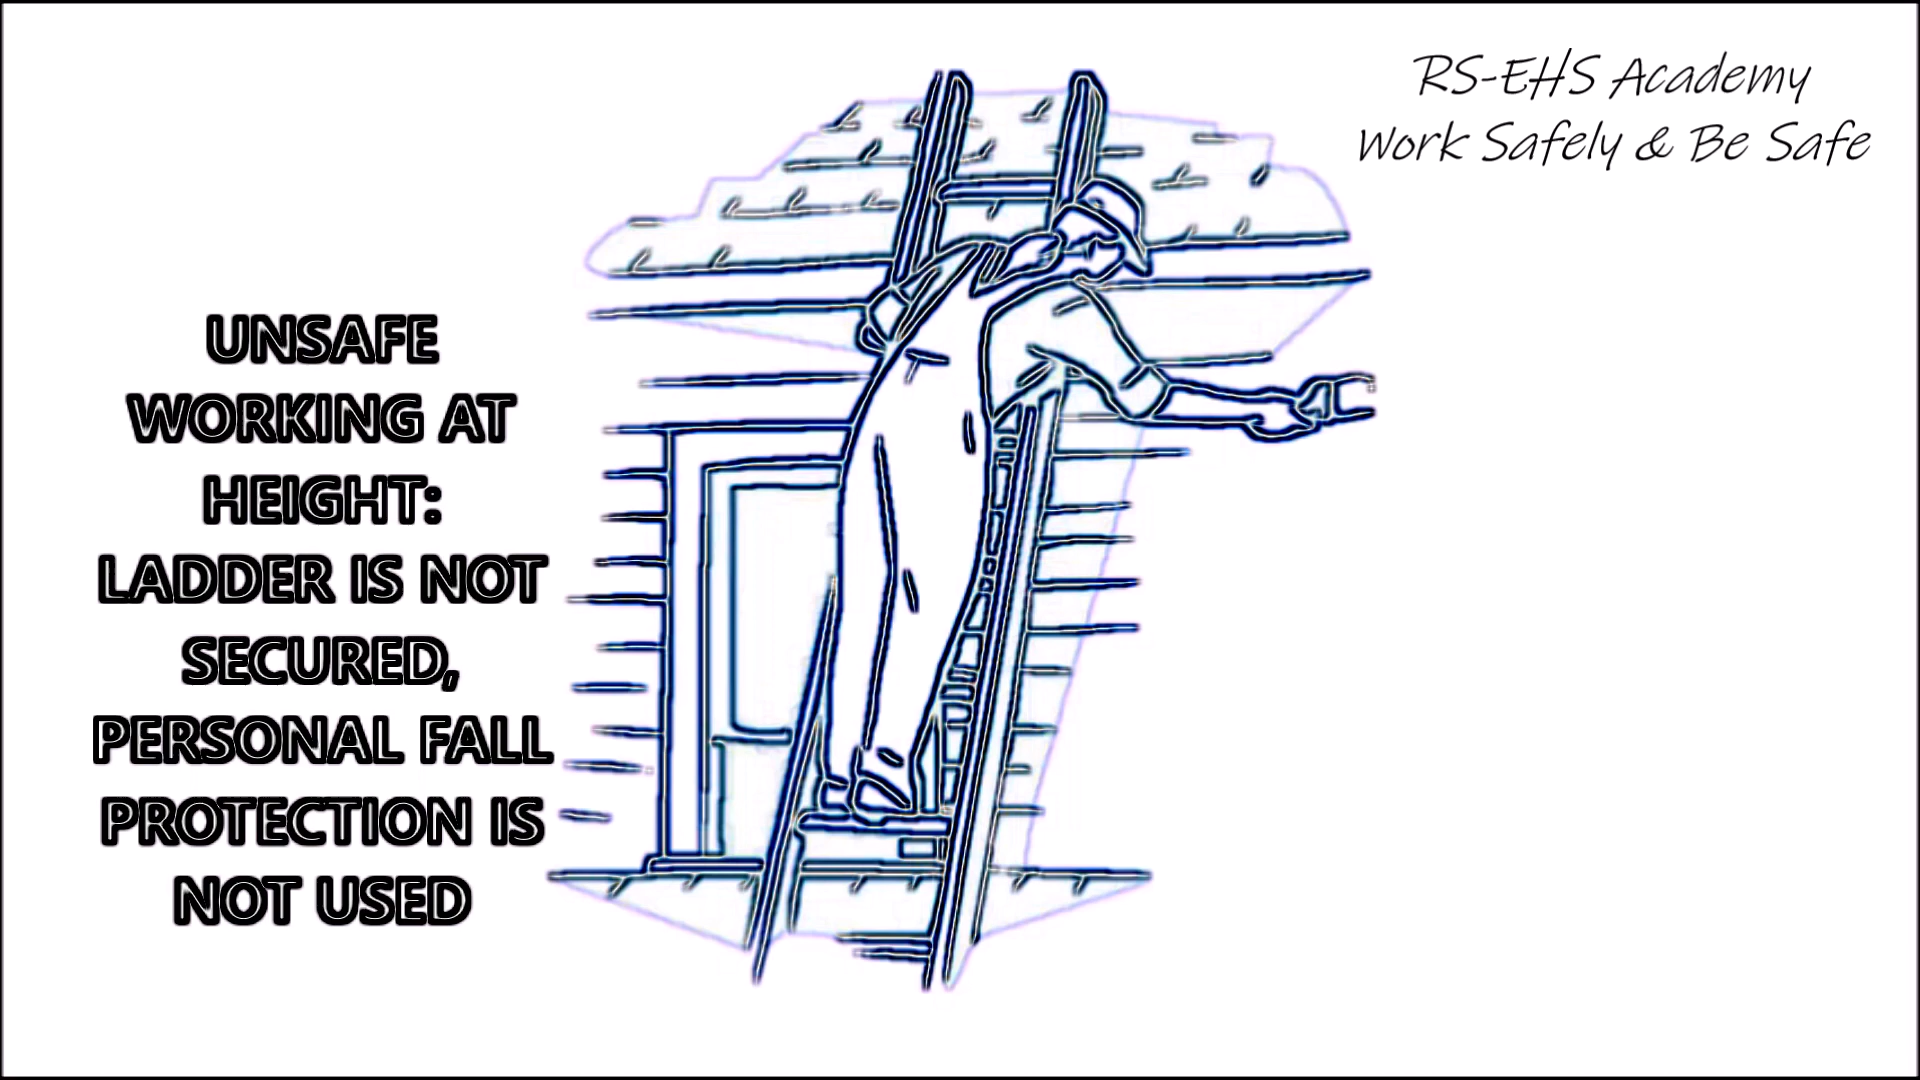 RS-EHS Academy
Work Safely & Be Safe
UNSAFE
WORKING AT
HEIGHT:
LADDER IS NOT
SECURED,
PERSONAL FALL
PROTECTION IS
NOT USED